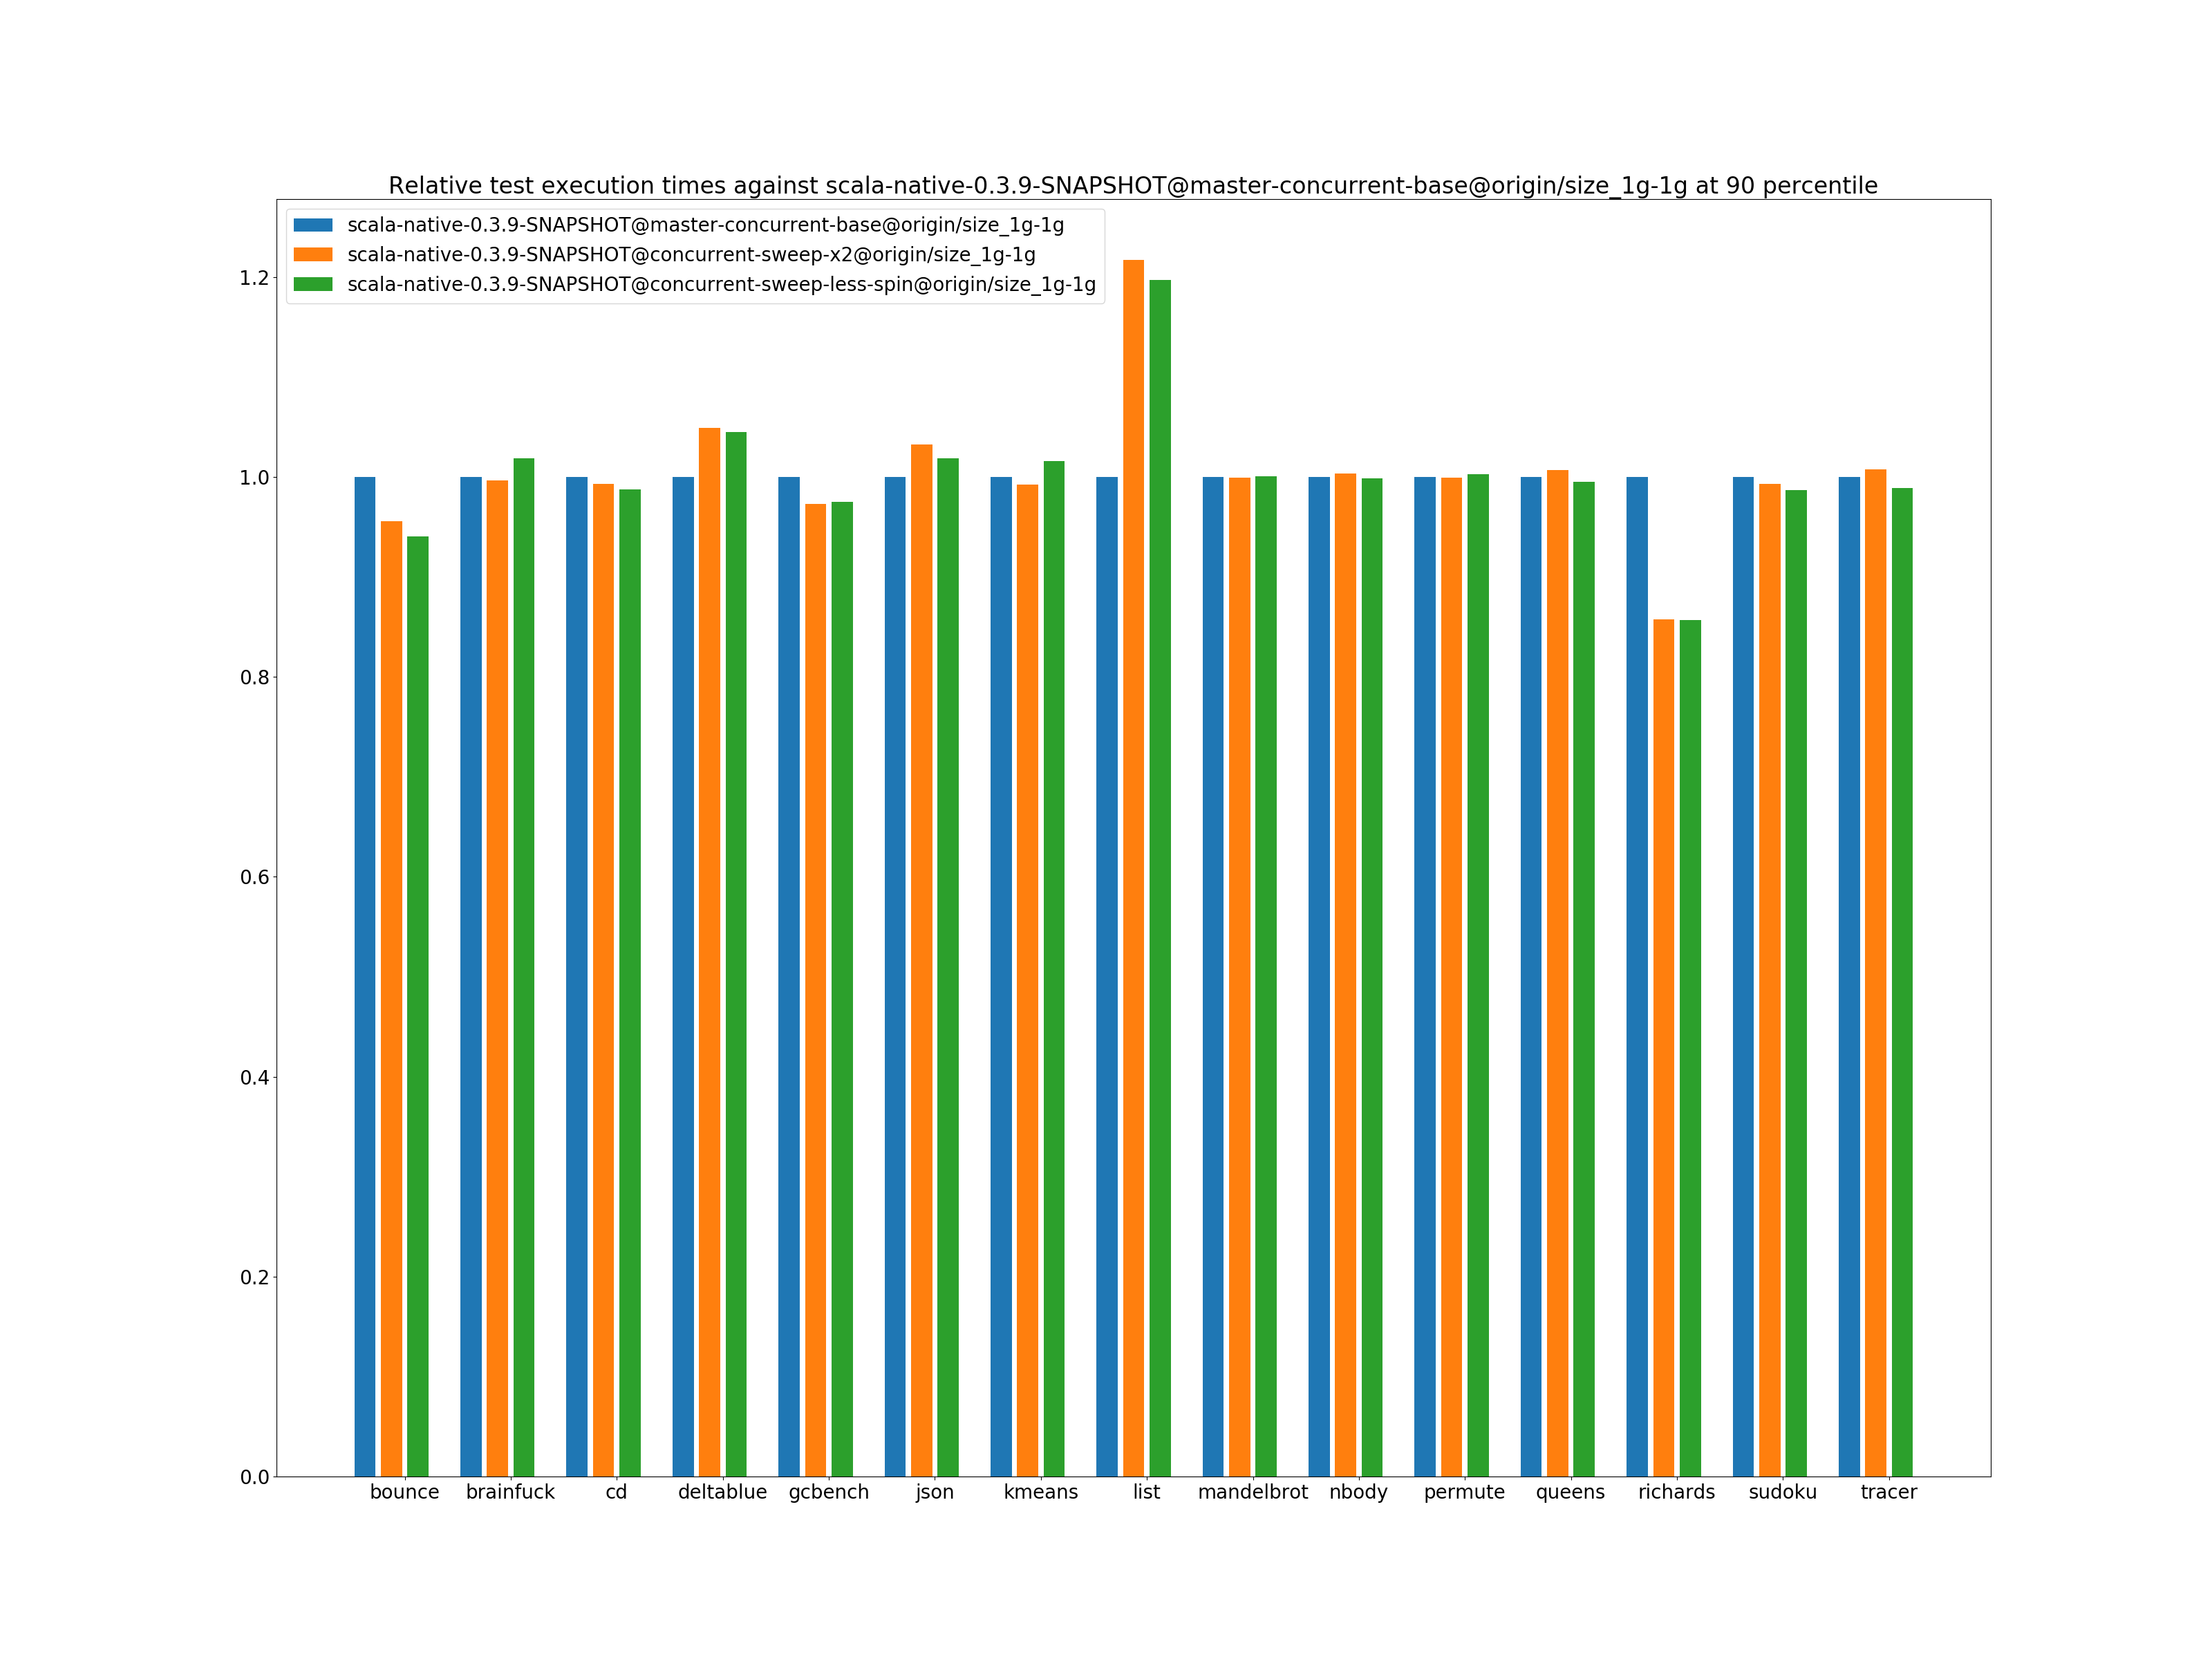 Relative test execution times against scala-native-0.3.9-SNAPSHOT@master-concurrent-base@origin/size_1g-1g at 90 percentile
scala-native-0.3.9-SNAPSHOT@master-concurrent-base@origin/size_1g-1g
scala-native-0.3.9-SNAPSHOT@concurrent-sweep-x2@origin/size_1g-1g
scala-native-0.3.9-SNAPSHOT@concurrent-sweep-less-spin@origin/size_1g-1g
1.2
1.0
0.8
0.6
0.4
0.2
0.0
bounce brainfuck cd deltablue gcbench json kmeans list mandelbrot nbody permute queens richards sudoku tracer